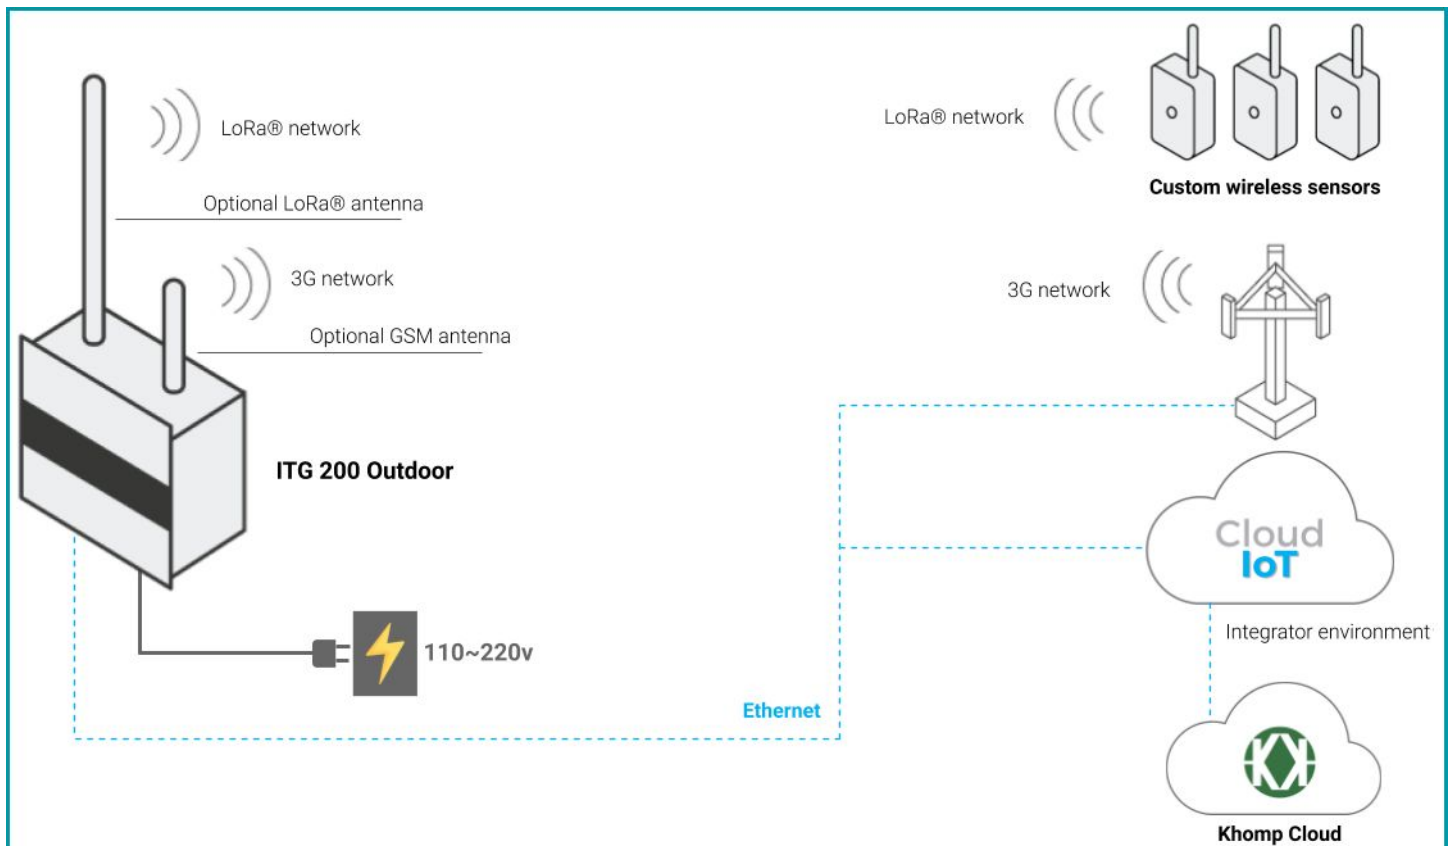 LoRa® network
Optional LoRa® antenna
3G network
Optional GSM antenna
ITG 200 Outdoor
110~220v
Ethernet
LoRa® network
Custom wireless sensors
3G network
Cloud
IoT
Integrator environment
Khomp Cloud